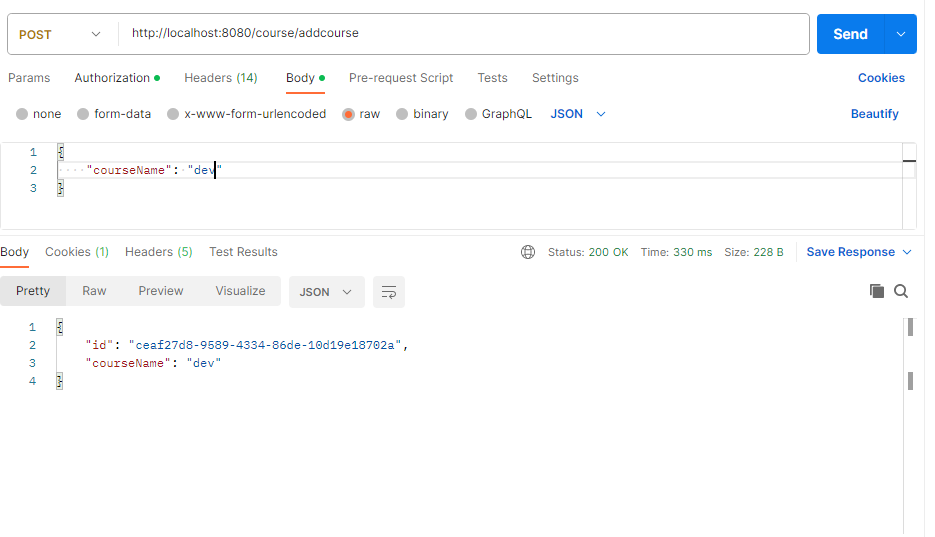 POST http://localhost:8080/course/addcourse Send
Params Authorization Headers (14) Body Pre-request Script Tests Settings Cookies
none form-data x-www-form-urlencoded raw binary GraphQL JSON Beautify
1 {
2 "courseName": "dev"
3 }
Body Cookies (1) Headers (5) Test Results Status: 200 OK Time: 330 ms Size: 228 B Save Response
Pretty Raw Preview Visualize JSON
1 {
2 "id": "ceaf27d8-9589-4334-86de-10d19e18702a",
3 "courseName": "dev"
4 }